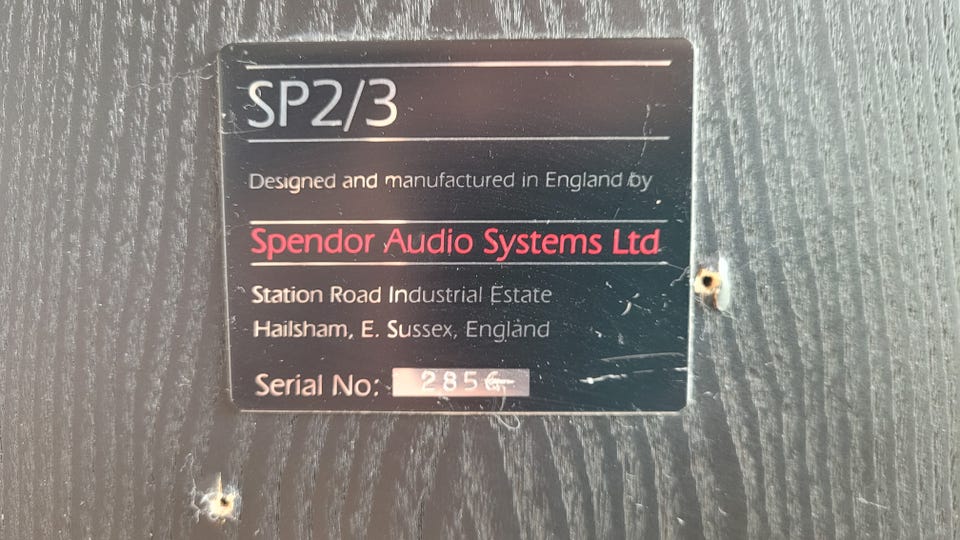 SP2/3
Designed and manufactured in England by
Spendor Audio Systems Ltd
Station Road Industrial Estate
Hailsham, E. Sussex, England
Serial No: 2856